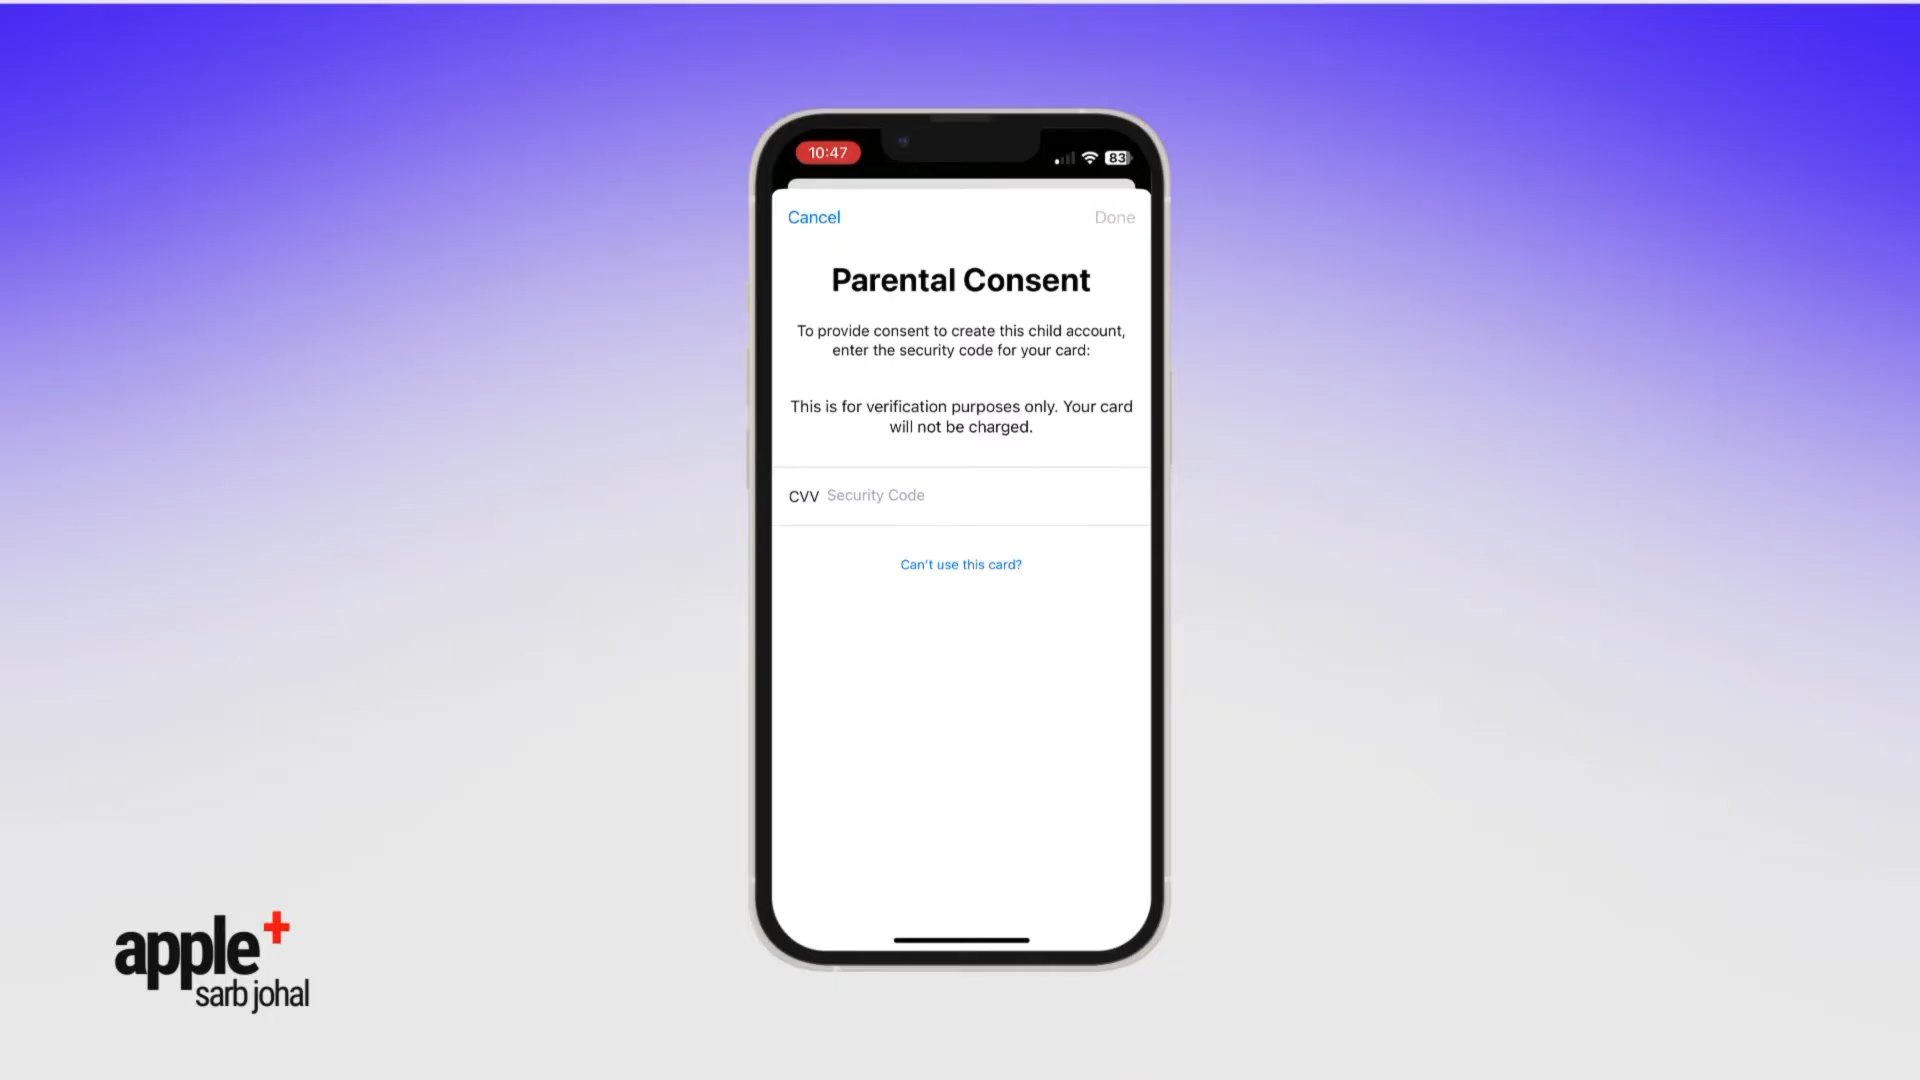 10:47
83
Cancel
Done
Parental Consent
To provide consent to create this child account,
enter the security code for your card:
This is for verification purposes only. Your card
will not be charged.
CVV Security Code
Can't use this card?
apple+
sarb johal